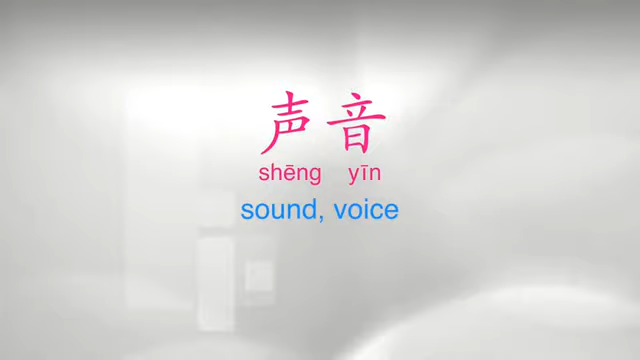 声音
shēng yīn
sound, voice